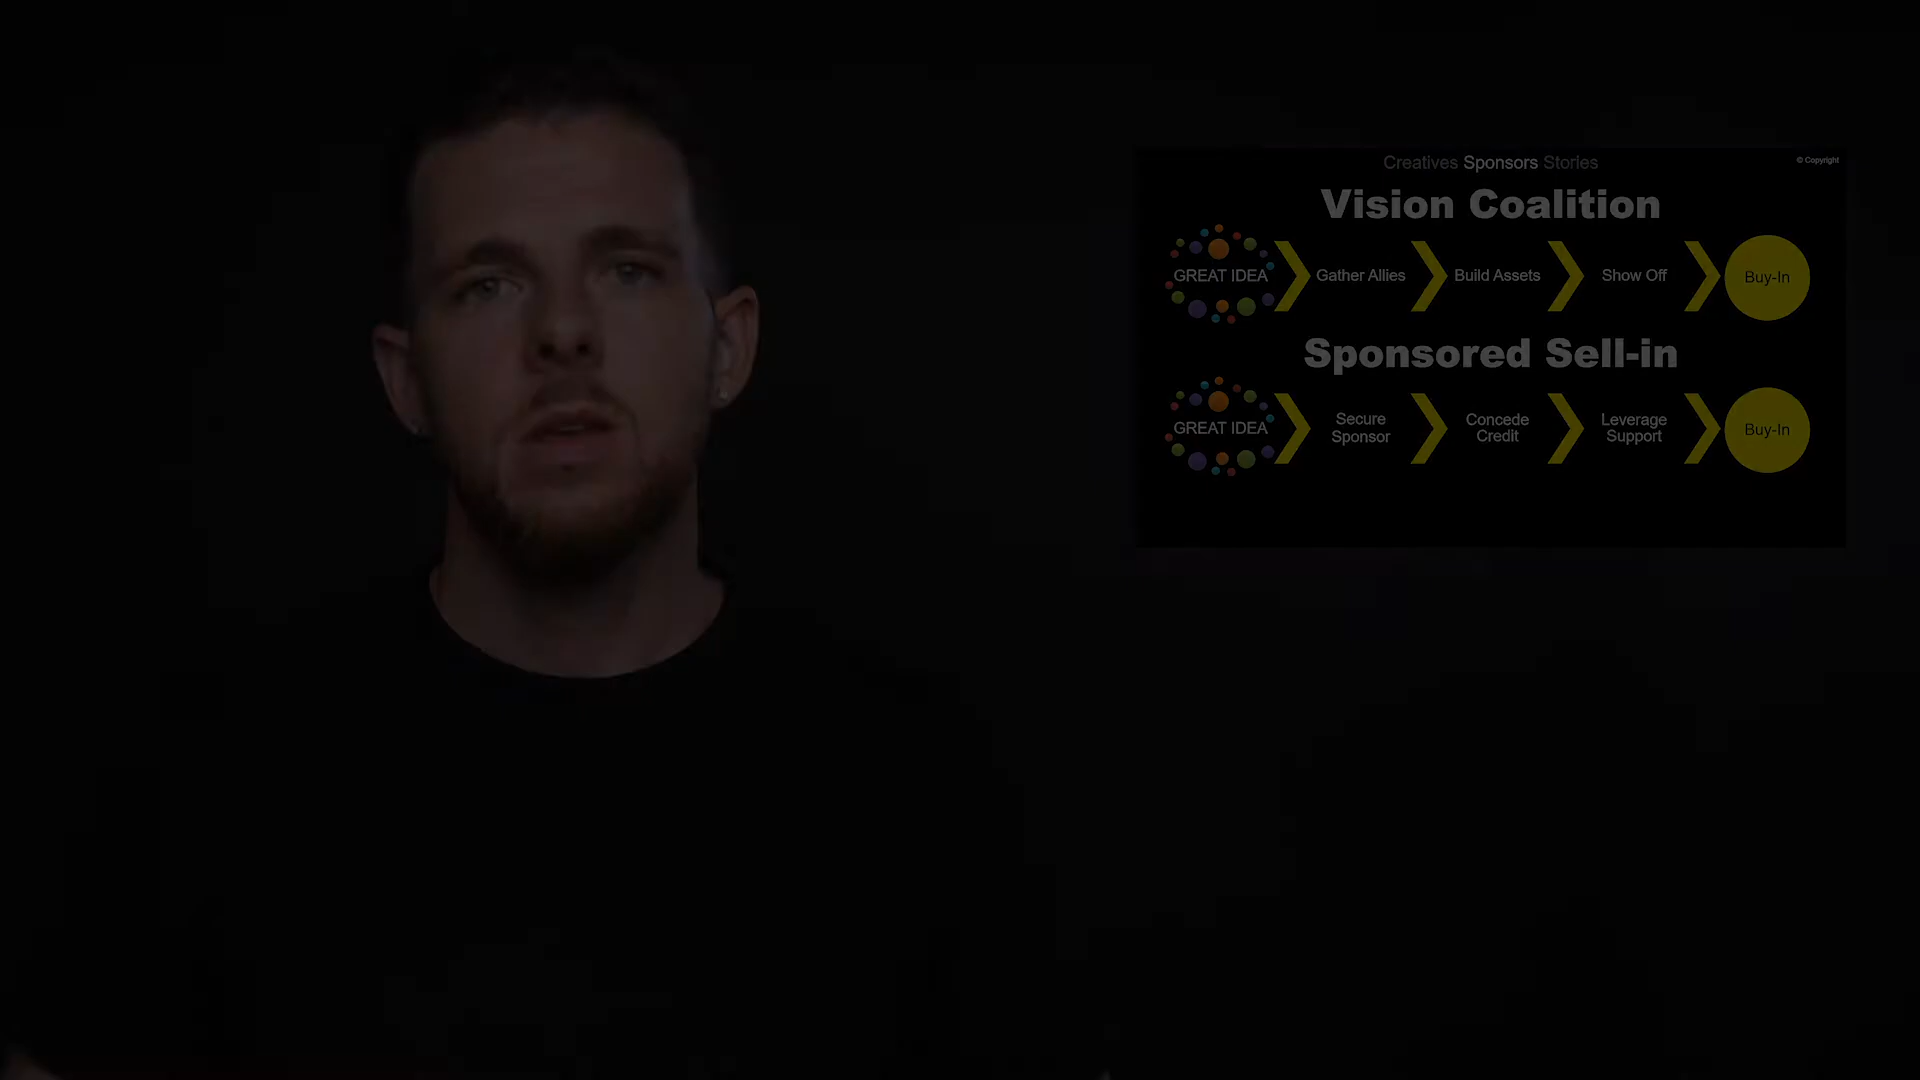 Creatives Sponsors Stories
© Copyright
Vision Coalition
GREAT IDEA
Gather Allies
Build Assets
Show Off
Buy-In
Sponsored Sell-in
GREAT IDEA
Secure
Sponsor
Concede
Credit
Leverage
Support
Buy-In